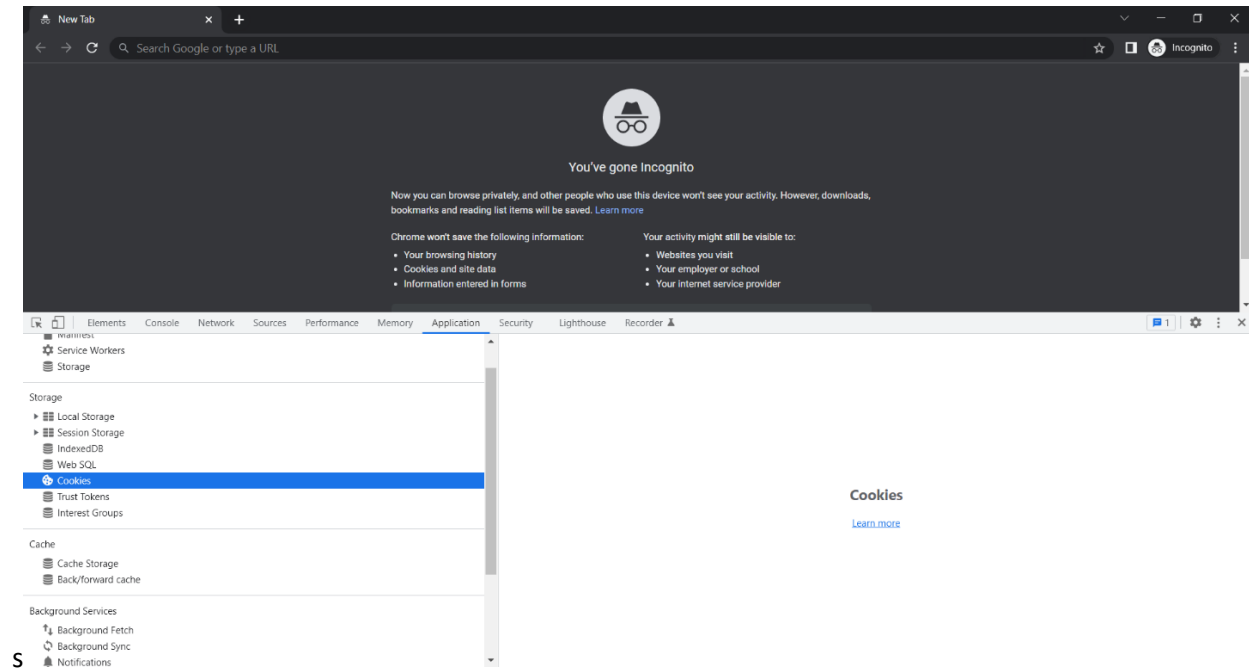 New Tab
Search Google or type a URL
Incognito
You've gone Incognito
Now you can browse privately, and other people who use this device won't see your activity. However, downloads,
bookmarks and reading list items will be saved. Learn more
Chrome won't save the following information:
Your browsing history
Cookies and site data
Information entered in forms
Your activity might still be visible to:
Websites you visit
Your employer or school
Your internet service provider
Elements Console Network Sources Performance Memory Application Security Lighthouse Recorder 1
Manifest
Service Workers
Storage
Storage
Local Storage
Session Storage
IndexedDB
Web SQL
Cookies
Trust Tokens
Interest Groups
Cache
Cache Storage
Back/forward cache
Background Services
Background Fetch
Background Sync
Notifications
Cookies
Learn more
s